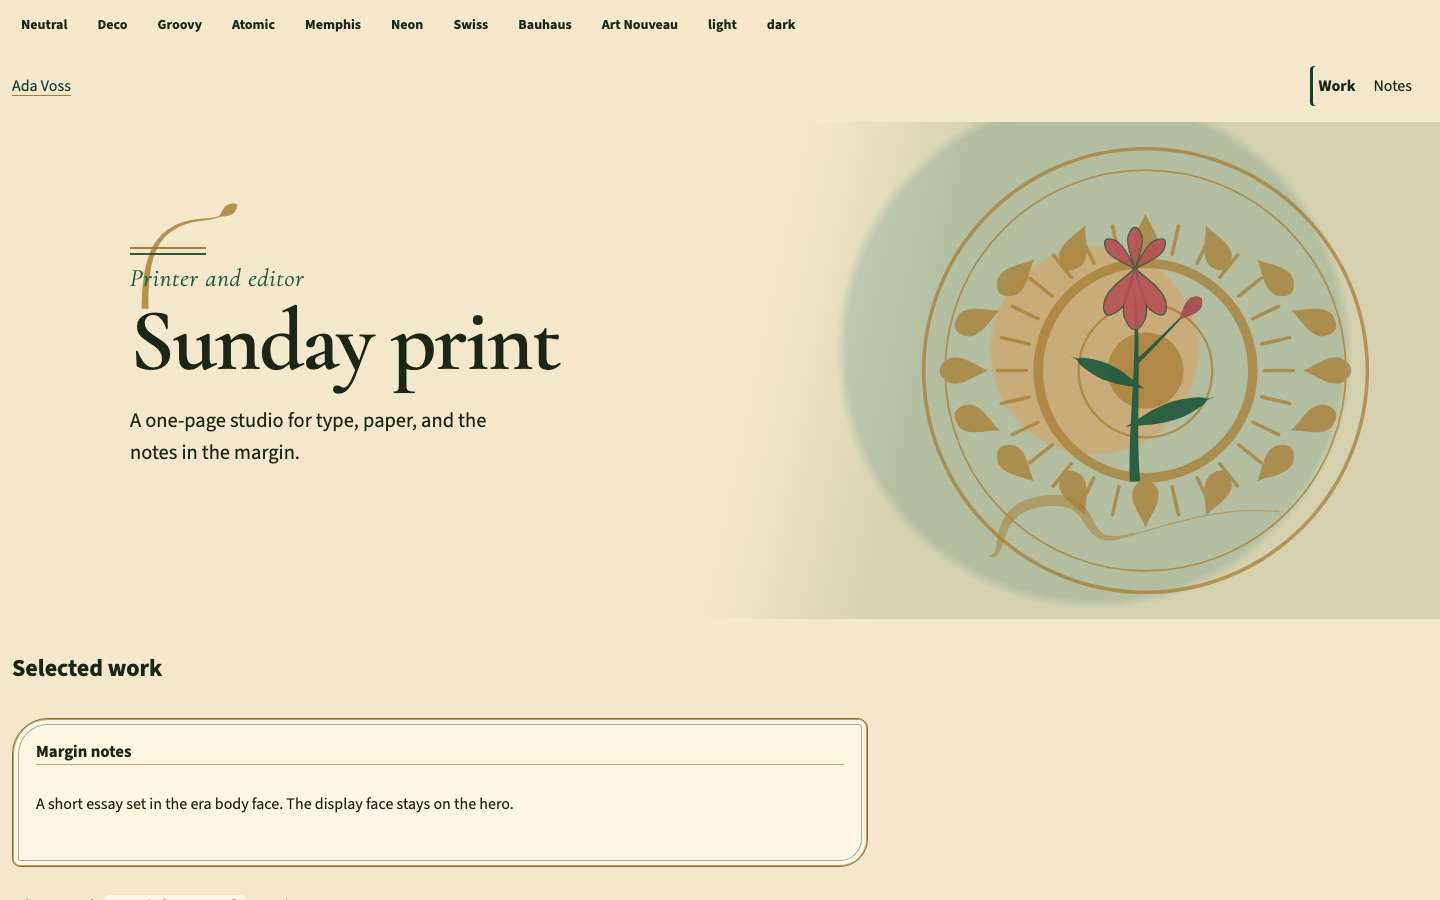 Neutral Deco Groovy Atomic Memphis Neon Swiss Bauhaus Art Nouveau light dark
Ada Voss
Work Notes
Printer and editor
Sunday print
A one-page studio for type, paper, and the
notes in the margin.
Selected work
Margin notes
A short essay set in the era body face. The display face stays on the hero.